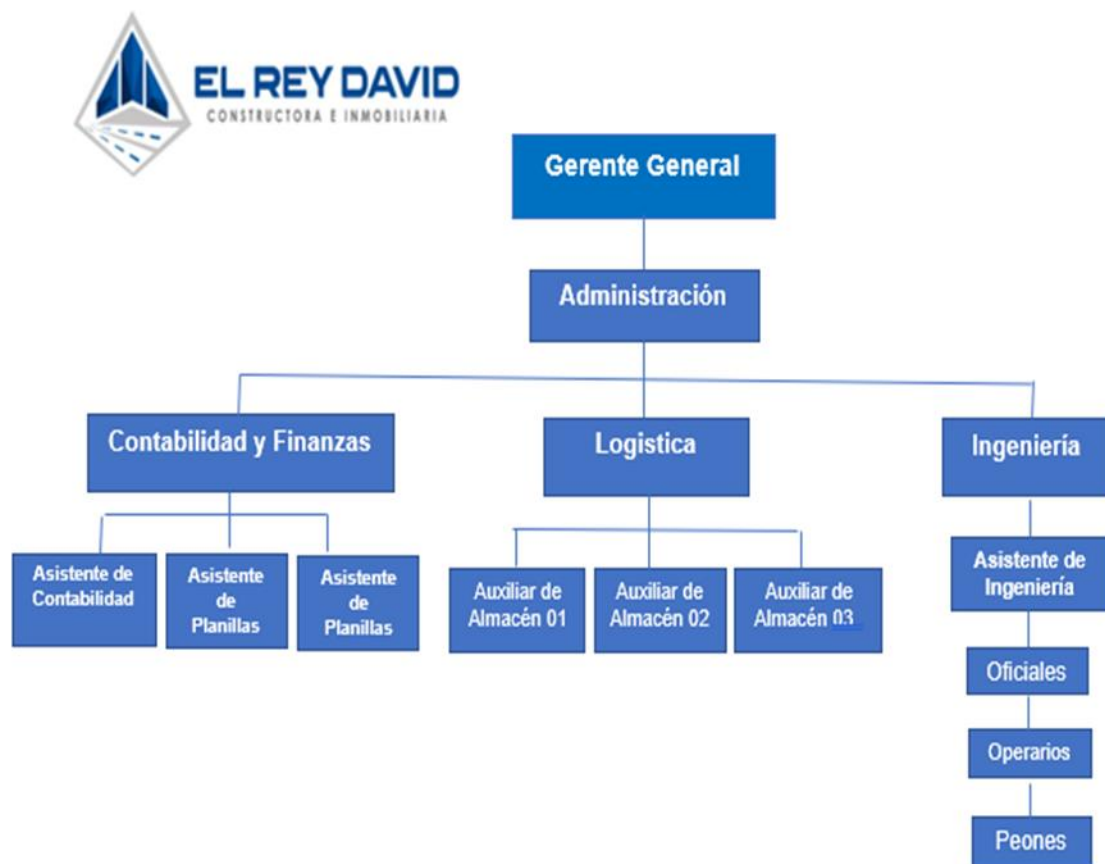 EL REY DAVID
CONSTRUCTORA E INMOBILIARIA
Gerente General
Administración
Contabilidad y Finanzas
Logistica
Ingeniería
Asistente de
Contabilidad
Asistente
de
Planillas
Asistente
de
Planillas
Auxiliar de
Almacén 01
Auxiliar de
Almacén 02
Auxiliar de
Almacén 03
Asistente de
Ingeniería
Oficiales
Operarios
Peones